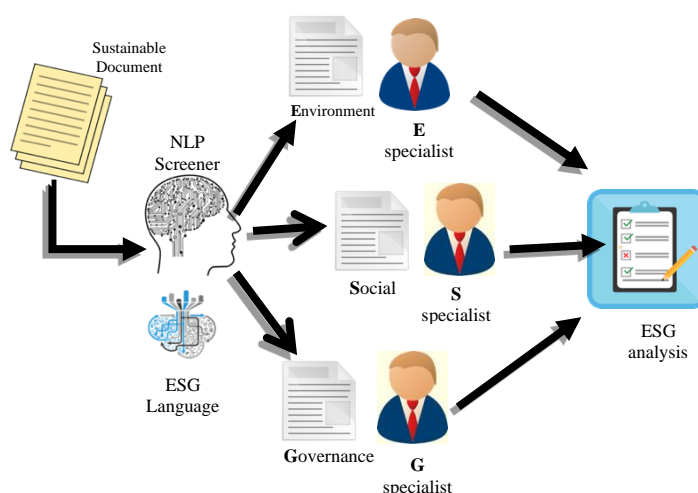 Sustainable
Document
NLP
Screener
ESG
Language
Environment
E
specialist
Social
S
specialist
Governance
G
specialist
ESG
analysis